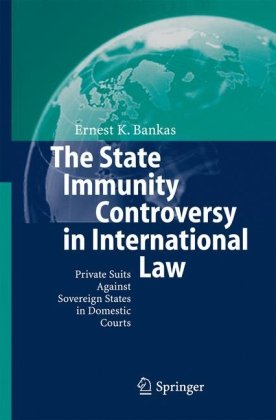 Ernest K. Bankas
The State
Immunity
Controversy
in International
Law
Private Suits
Against
Sovereign States
in Domestic
Courts
Springer